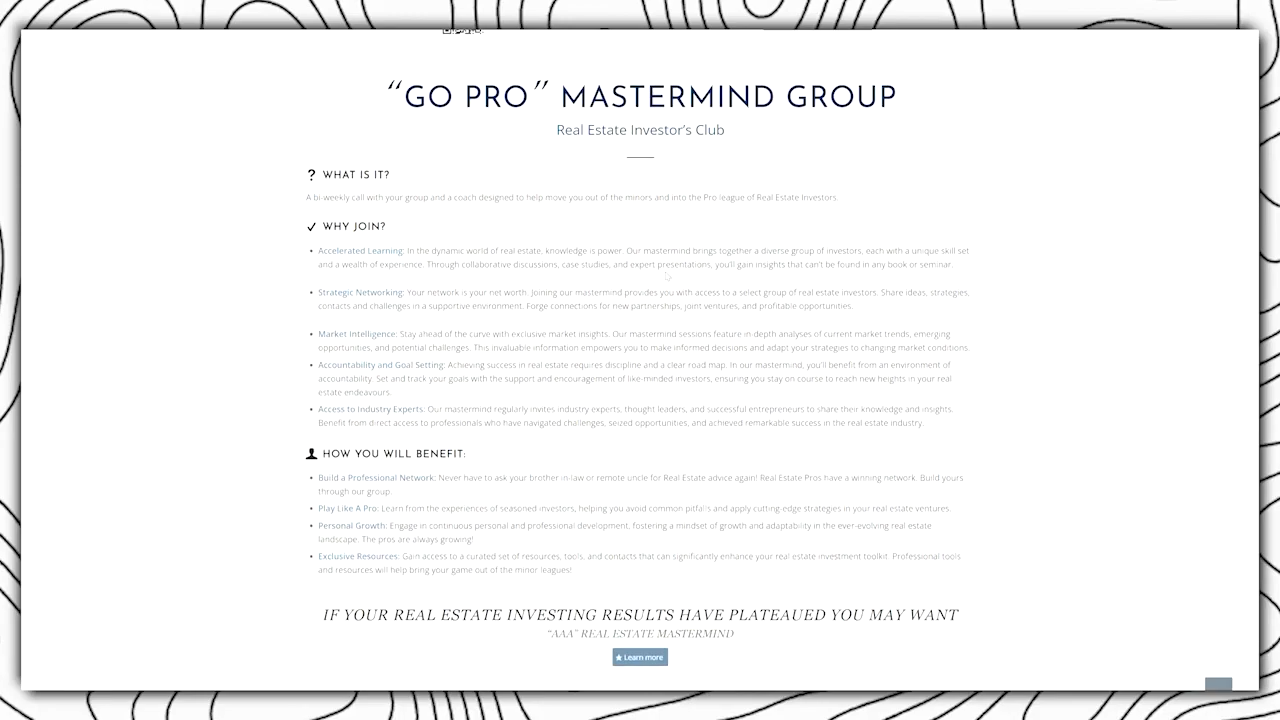 “GO PRO” MASTERMIND GROUP
Real Estate Investor's Club
? WHAT IS IT?
A bi-weekly call with your group and a coach designed to help move you out of the minors and into the Pro league of Real Estate Investors.
✓ WHY JOIN?
• Accelerated Learning: In the dynamic world of real estate, knowledge is power. Our mastermind brings together a diverse group of investors, each with a unique skill set
and a wealth of experience. Through collaborative discussions, case studies, and expert presentations, you'll gain insights that can't be found in any book or seminar.
• Strategic Networking: Your network is your net worth. Joining our mastermind provides you with access to a select group of real estate investors. Share ideas, strategies,
contacts and challenges in a supportive environment. Forge connections for new partnerships, joint ventures, and profitable opportunities.
• Market Intelligence: Stay ahead of the curve with exclusive market insights. Our mastermind sessions feature in-depth analyses of current market trends, emerging
opportunities, and potential challenges. This invaluable information empowers you to make informed decisions and adapt your strategies to changing market conditions.
• Accountability and Goal Setting: Achieving success in real estate requires discipline and a clear road map. In our mastermind, you'll benefit from an environment of
accountability. Set and track your goals with the support and encouragement of like-minded investors, ensuring you stay on course to reach new heights in your real
estate endeavours.
• Access to Industry Experts: Our mastermind regularly invites industry experts, thought leaders, and successful entrepreneurs to share their knowledge and insights.
Benefit from direct access to professionals who have navigated challenges, seized opportunities, and achieved remarkable success in the real estate industry.
HOW YOU WILL BENEFIT:
• Build a Professional Network: Never have to ask your brother in-law or remote uncle for Real Estate advice again! Real Estate Pros have a winning network. Build yours
through our group.
• Play Like A Pro: Learn from the experiences of seasoned investors, helping you avoid common pitfalls and apply cutting-edge strategies in your real estate ventures.
• Personal Growth: Engage in continuous personal and professional development, fostering a mindset of growth and adaptability in the ever-evolving real estate
landscape. The pros are always growing!
• Exclusive Resources: Gain access to a curated set of resources, tools, and contacts that can significantly enhance your real estate investment toolkit. Professional tools
and resources will help bring your game out of the minor leagues!
IF YOUR REAL ESTATE INVESTING RESULTS HAVE PLATEAUED YOU MAY WANT
“AAA” REAL ESTATE MASTERMIND
★ Learn more